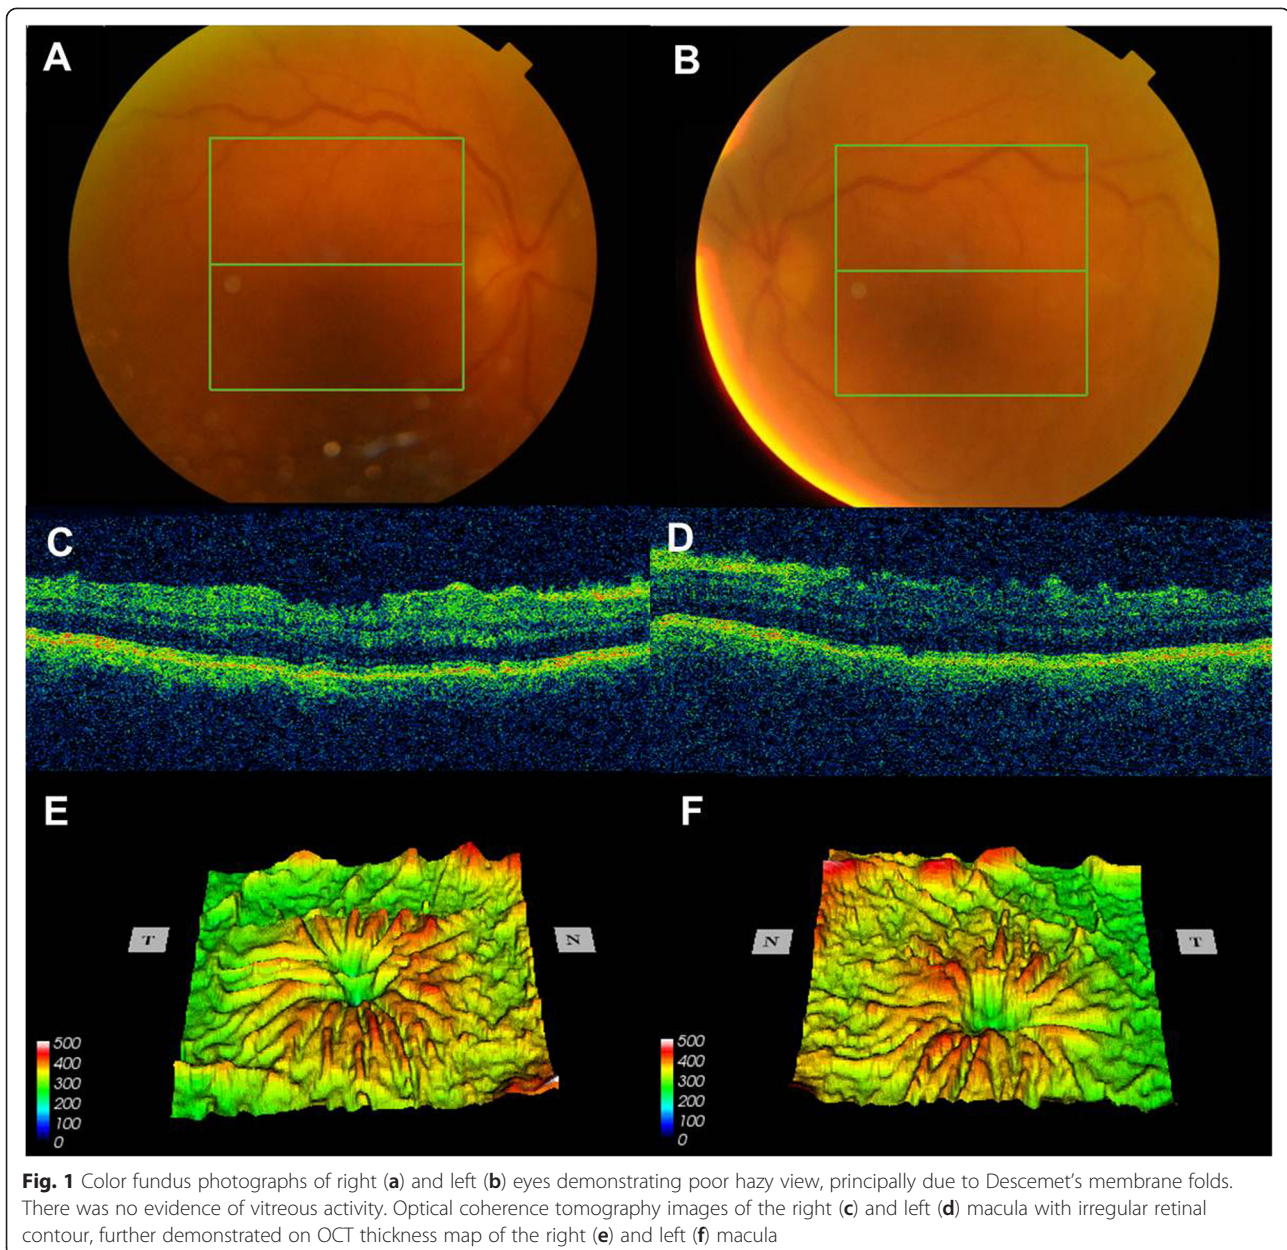 A
B
C
D
E
F
T
N
N
T
500
400
300
200
100
0
500
400
300
200
100
0
Fig. 1 Color fundus photographs of right (a) and left (b) eyes demonstrating poor hazy view, principally due to Descemet's membrane folds.
There was no evidence of vitreous activity. Optical coherence tomography images of the right (c) and left (d) macula with irregular retinal
contour, further demonstrated on OCT thickness map of the right (e) and left (f) macula